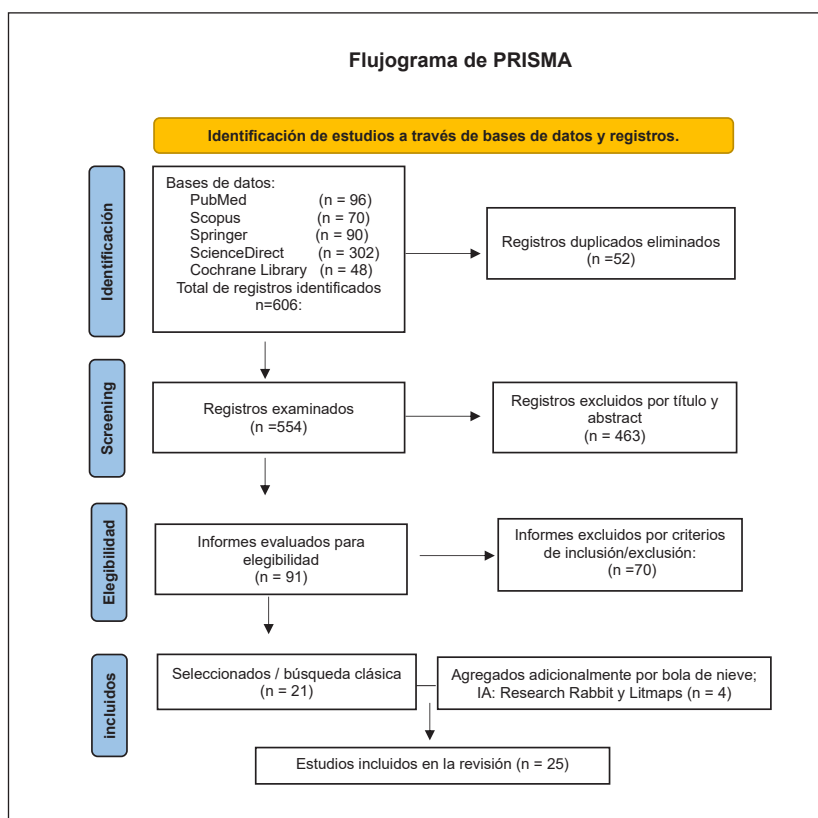 Flujograma de PRISMA
Identificación de estudios a través de bases de datos y registros.
Identificación
Bases de datos:
PubMed (n = 96)
Scopus (n = 70)
Springer (n = 90)
ScienceDirect (n = 302)
Cochrane Library (n = 48)
Total de registros identificados
n=606:
Registros duplicados eliminados
(n =52)
Screening
Registros examinados
(n =554)
Registros excluidos por título y
abstract
(n = 463)
Elegibilidad
Informes evaluados para
elegibilidad
(n = 91)
Informes excluidos por criterios
de inclusión/exclusión:
(n =70)
incluidos
Seleccionados / búsqueda clásica
(n = 21)
Agregados adicionalmente por bola de nieve;
IA: Research Rabbit y Litmaps (n = 4)
Estudios incluidos en la revisión (n = 25)